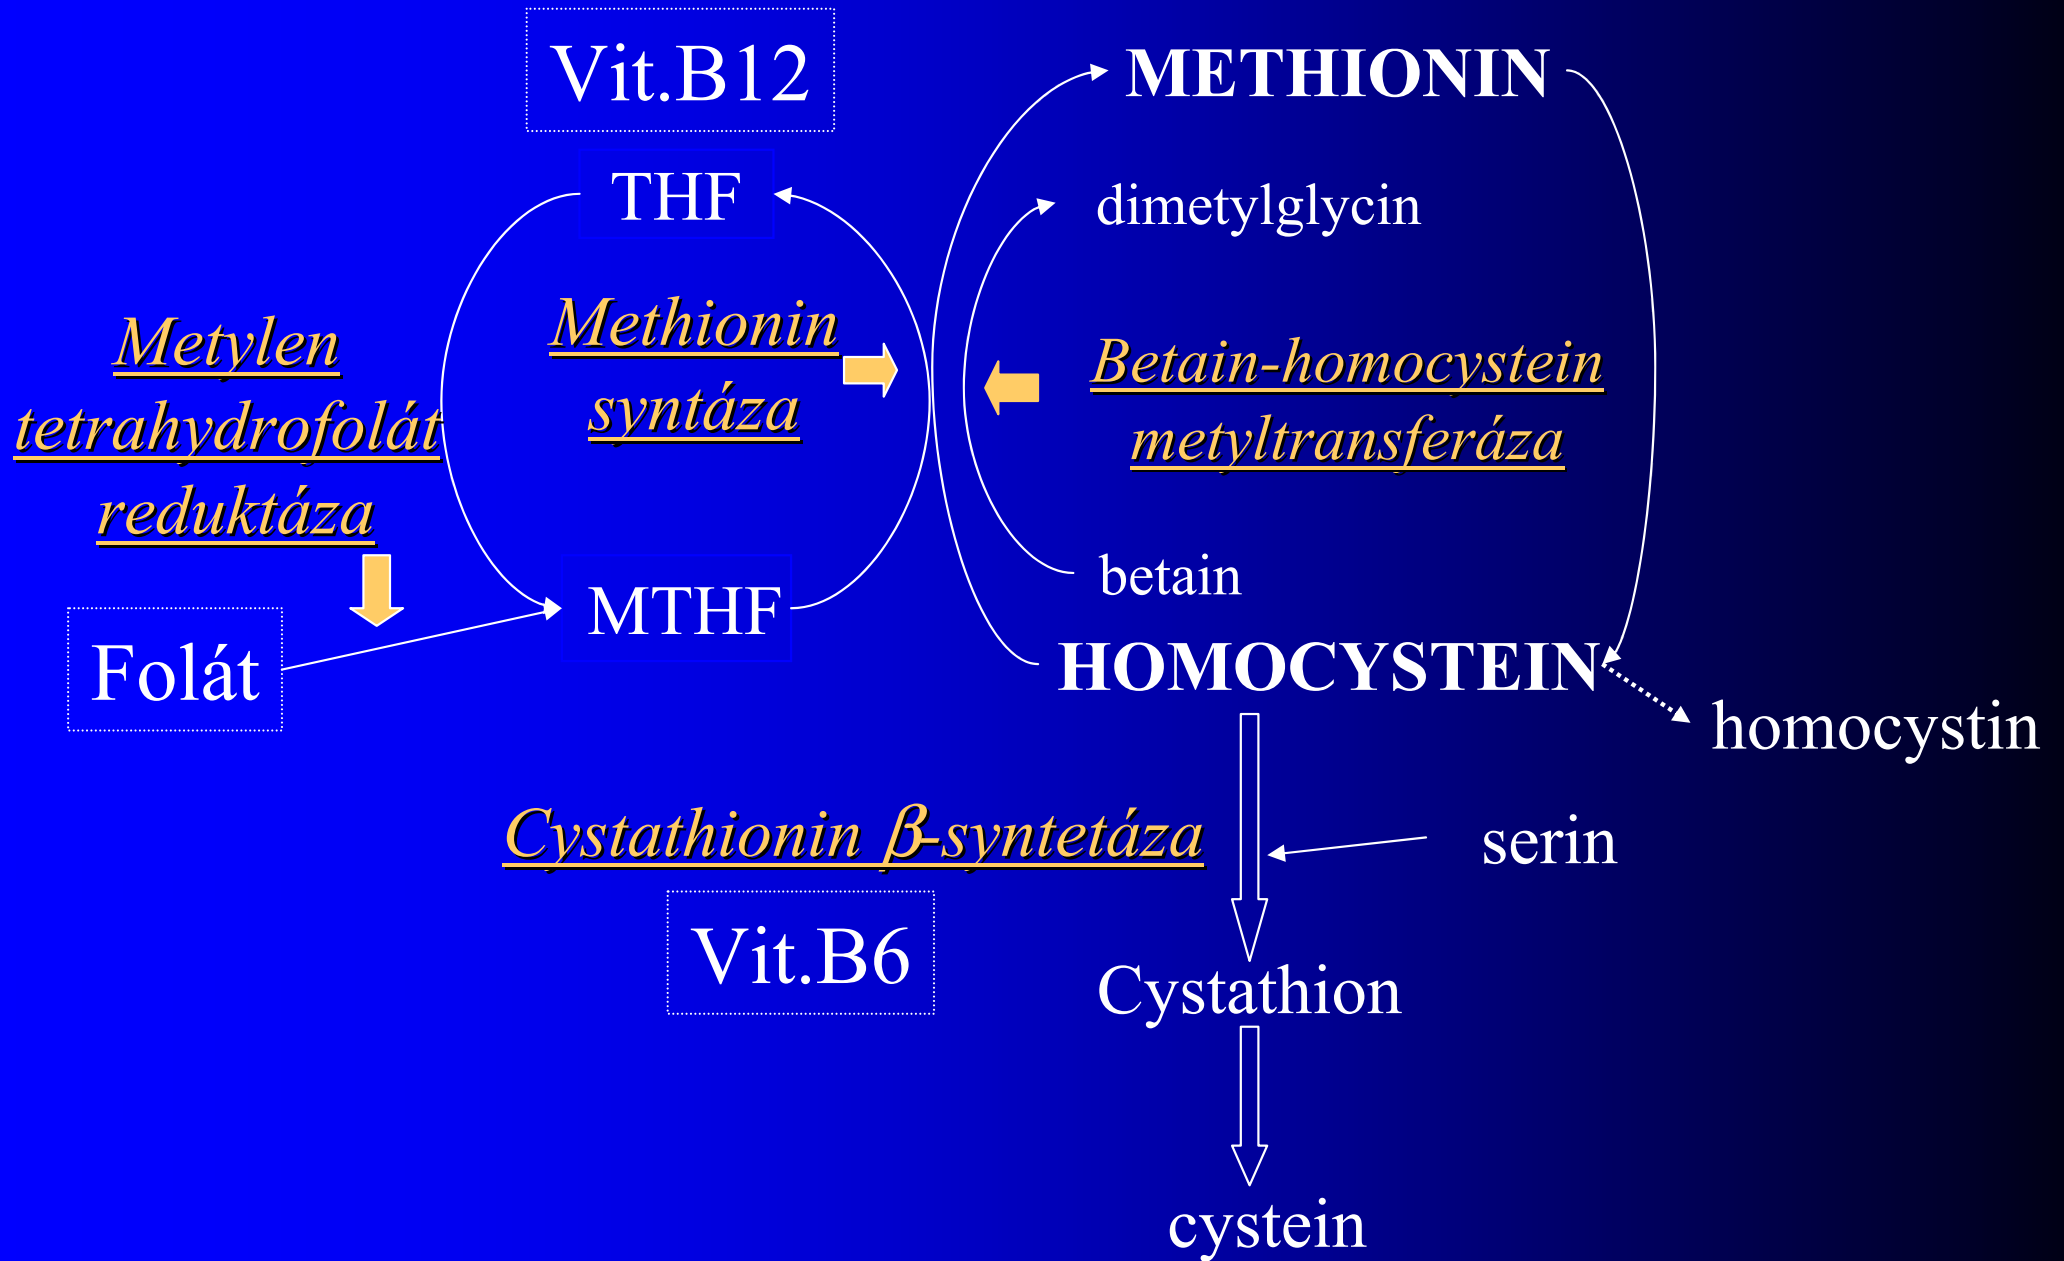 Vit.B12
METHIONIN
THF
dimetylglycin
Metylen
tetrahydrofolát
reduktáza
Methionin
syntáza
Betain-homocystein
metyltransferáza
betain
MTHF
Folát
HOMOCYSTEIN
homocystin
Cystathionin β-syntetáza
serin
Vit.B6
Cystathion
cystein